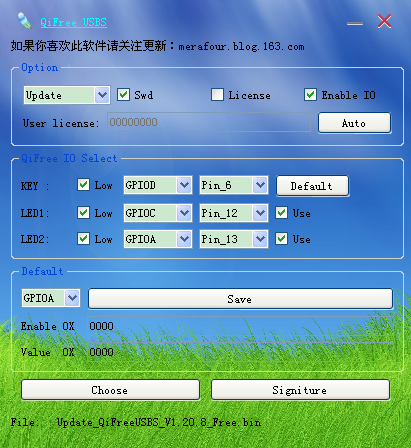 QiFree USBS
如果你喜欢此软件请关注更新：merafour.blog.163.com
Option
Update Swd License Enable IO
User license: 00000000 Auto
QiFree IO Select
KEY : Low GPIOD Pin_6 Default
LED1: Low GPIOC Pin_12 Use
LED2: Low GPIOA Pin_13 Use
Default
GPIOA Save
Enable 0X 0000
Value 0X 0000
Choose Signiture
File: Update_QiFreeUSBS_V1.20.8_Free.bin